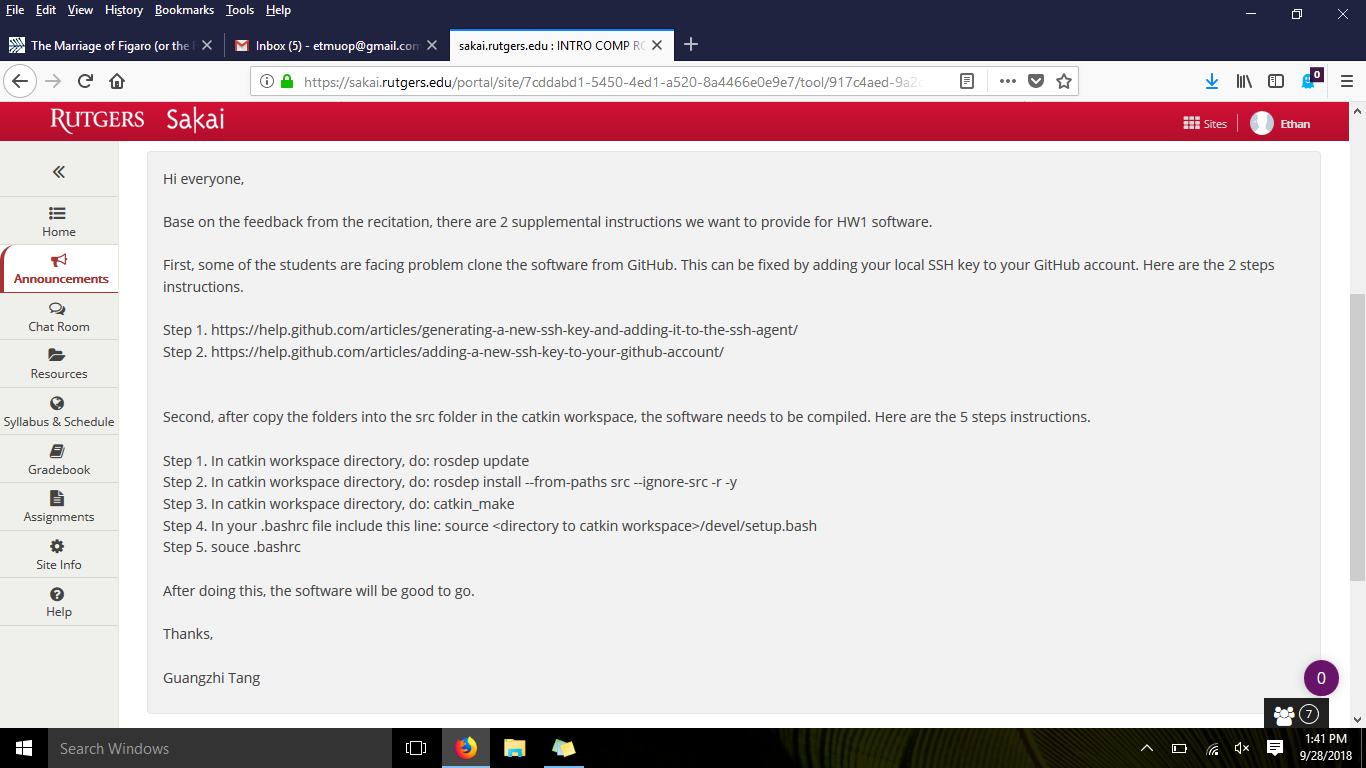 File Edit View History Bookmarks Tools Help
The Marriage of Figaro (or the
Inbox (5) - etmuop@gmail.com
sakai.rutgers.edu : INTRO COMP RO
https://sakai.rutgers.edu/portal/site/7cddabd1-5450-4ed1-a520-8a4466e0e9e7/tool/917c4aed-9a2c
0
RUTGERS Sakai
Sites
Ethan
Home
Announcements
Chat Room
Resources
Syllabus & Schedule
Gradebook
Assignments
Site Info
Help
Hi everyone,
Base on the feedback from the recitation, there are 2 supplemental instructions we want to provide for HW1 software.
First, some of the students are facing problem clone the software from GitHub. This can be fixed by adding your local SSH key to your GitHub account. Here are the 2 steps
instructions.
Step 1. https://help.github.com/articles/generating-a-new-ssh-key-and-adding-it-to-the-ssh-agent/
Step 2. https://help.github.com/articles/adding-a-new-ssh-key-to-your-github-account/
Second, after copy the folders into the src folder in the catkin workspace, the software needs to be compiled. Here are the 5 steps instructions.
Step 1. In catkin workspace directory, do: rosdep update
Step 2. In catkin workspace directory, do: rosdep install --from-paths src --ignore-src -r -y
Step 3. In catkin workspace directory, do: catkin_make
Step 4. In your .bashrc file include this line: source <directory to catkin workspace>/devel/setup.bash
Step 5. souce .bashrc
After doing this, the software will be good to go.
Thanks,
Guangzhi Tang
0
7
Search Windows
1:41 PM
9/28/2018